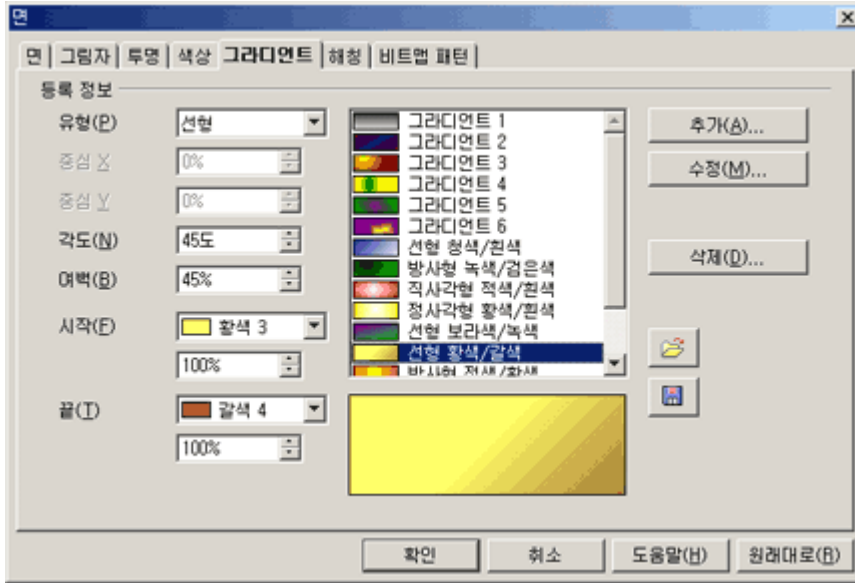 면
면 그림자 투명 색상 그라디언트 해칭 비트맵 패턴
등록 정보
유형(P) 선형
중심 X 0%
중심 Y 0%
각도(N) 45도
여백(B) 45%
시작(F) 황색 3
100%
끝(T) 갈색 4
100%
그라디언트 1
그라디언트 2
그라디언트 3
그라디언트 4
그라디언트 5
그라디언트 6
선형 청색/흰색
방사형 녹색/검은색
직사각형 적색/흰색
정사각형 황색/흰색
선형 보라색/녹색
선형 황색/갈색
추가(A)...
수정(M)...
삭제(D)...
확인 취소 도움말(H) 원래대로(R)